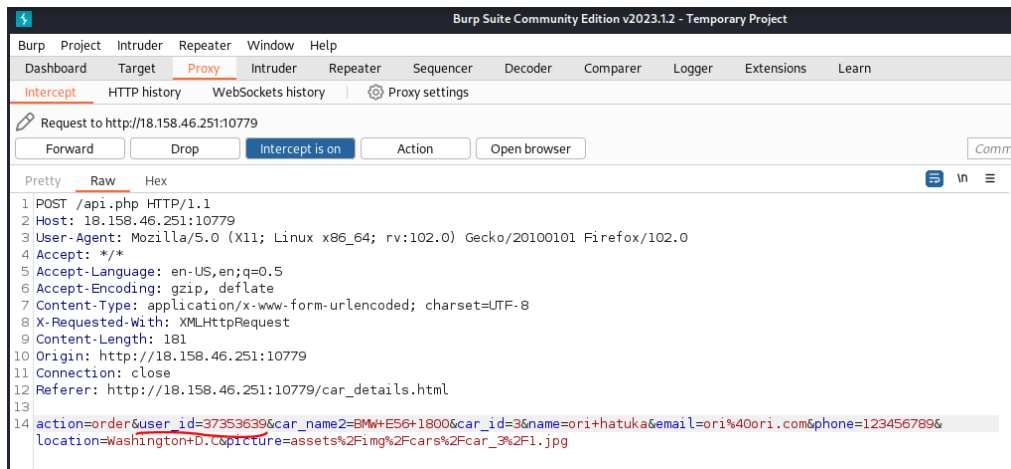 Burp Suite Community Edition v2023.1.2 - Temporary Project
Burp Project Intruder Repeater Window Help
Dashboard Target Proxy Intruder Repeater Sequencer Decoder Comparer Logger Extensions Learn
Intercept HTTP history WebSockets history Proxy settings
Request to http://18.158.46.251:10779
Forward Drop Intercept is on Action Open browser Comm
Pretty Raw Hex \n
1 POST /api.php HTTP/1.1
2 Host: 18.158.46.251:10779
3 User-Agent: Mozilla/5.0 (X11; Linux x86_64; rv:102.0) Gecko/20100101 Firefox/102.0
4 Accept: */*
5 Accept-Language: en-US,en;q=0.5
6 Accept-Encoding: gzip, deflate
7 Content-Type: application/x-www-form-urlencoded; charset=UTF-8
8 X-Requested-With: XMLHttpRequest
9 Content-Length: 181
10 Origin: http://18.158.46.251:10779
11 Connection: close
12 Referer: http://18.158.46.251:10779/car_details.html
13
14 action=order&user_id=37353639&car_name2=BMW+E56+1800&car_id=3&name=ori+hatuka&email=ori%40ori.com&phone=123456789&
location=Washington+D.C&picture=assets%2Fimg%2Fcars%2Fcar_3%2F1.jpg